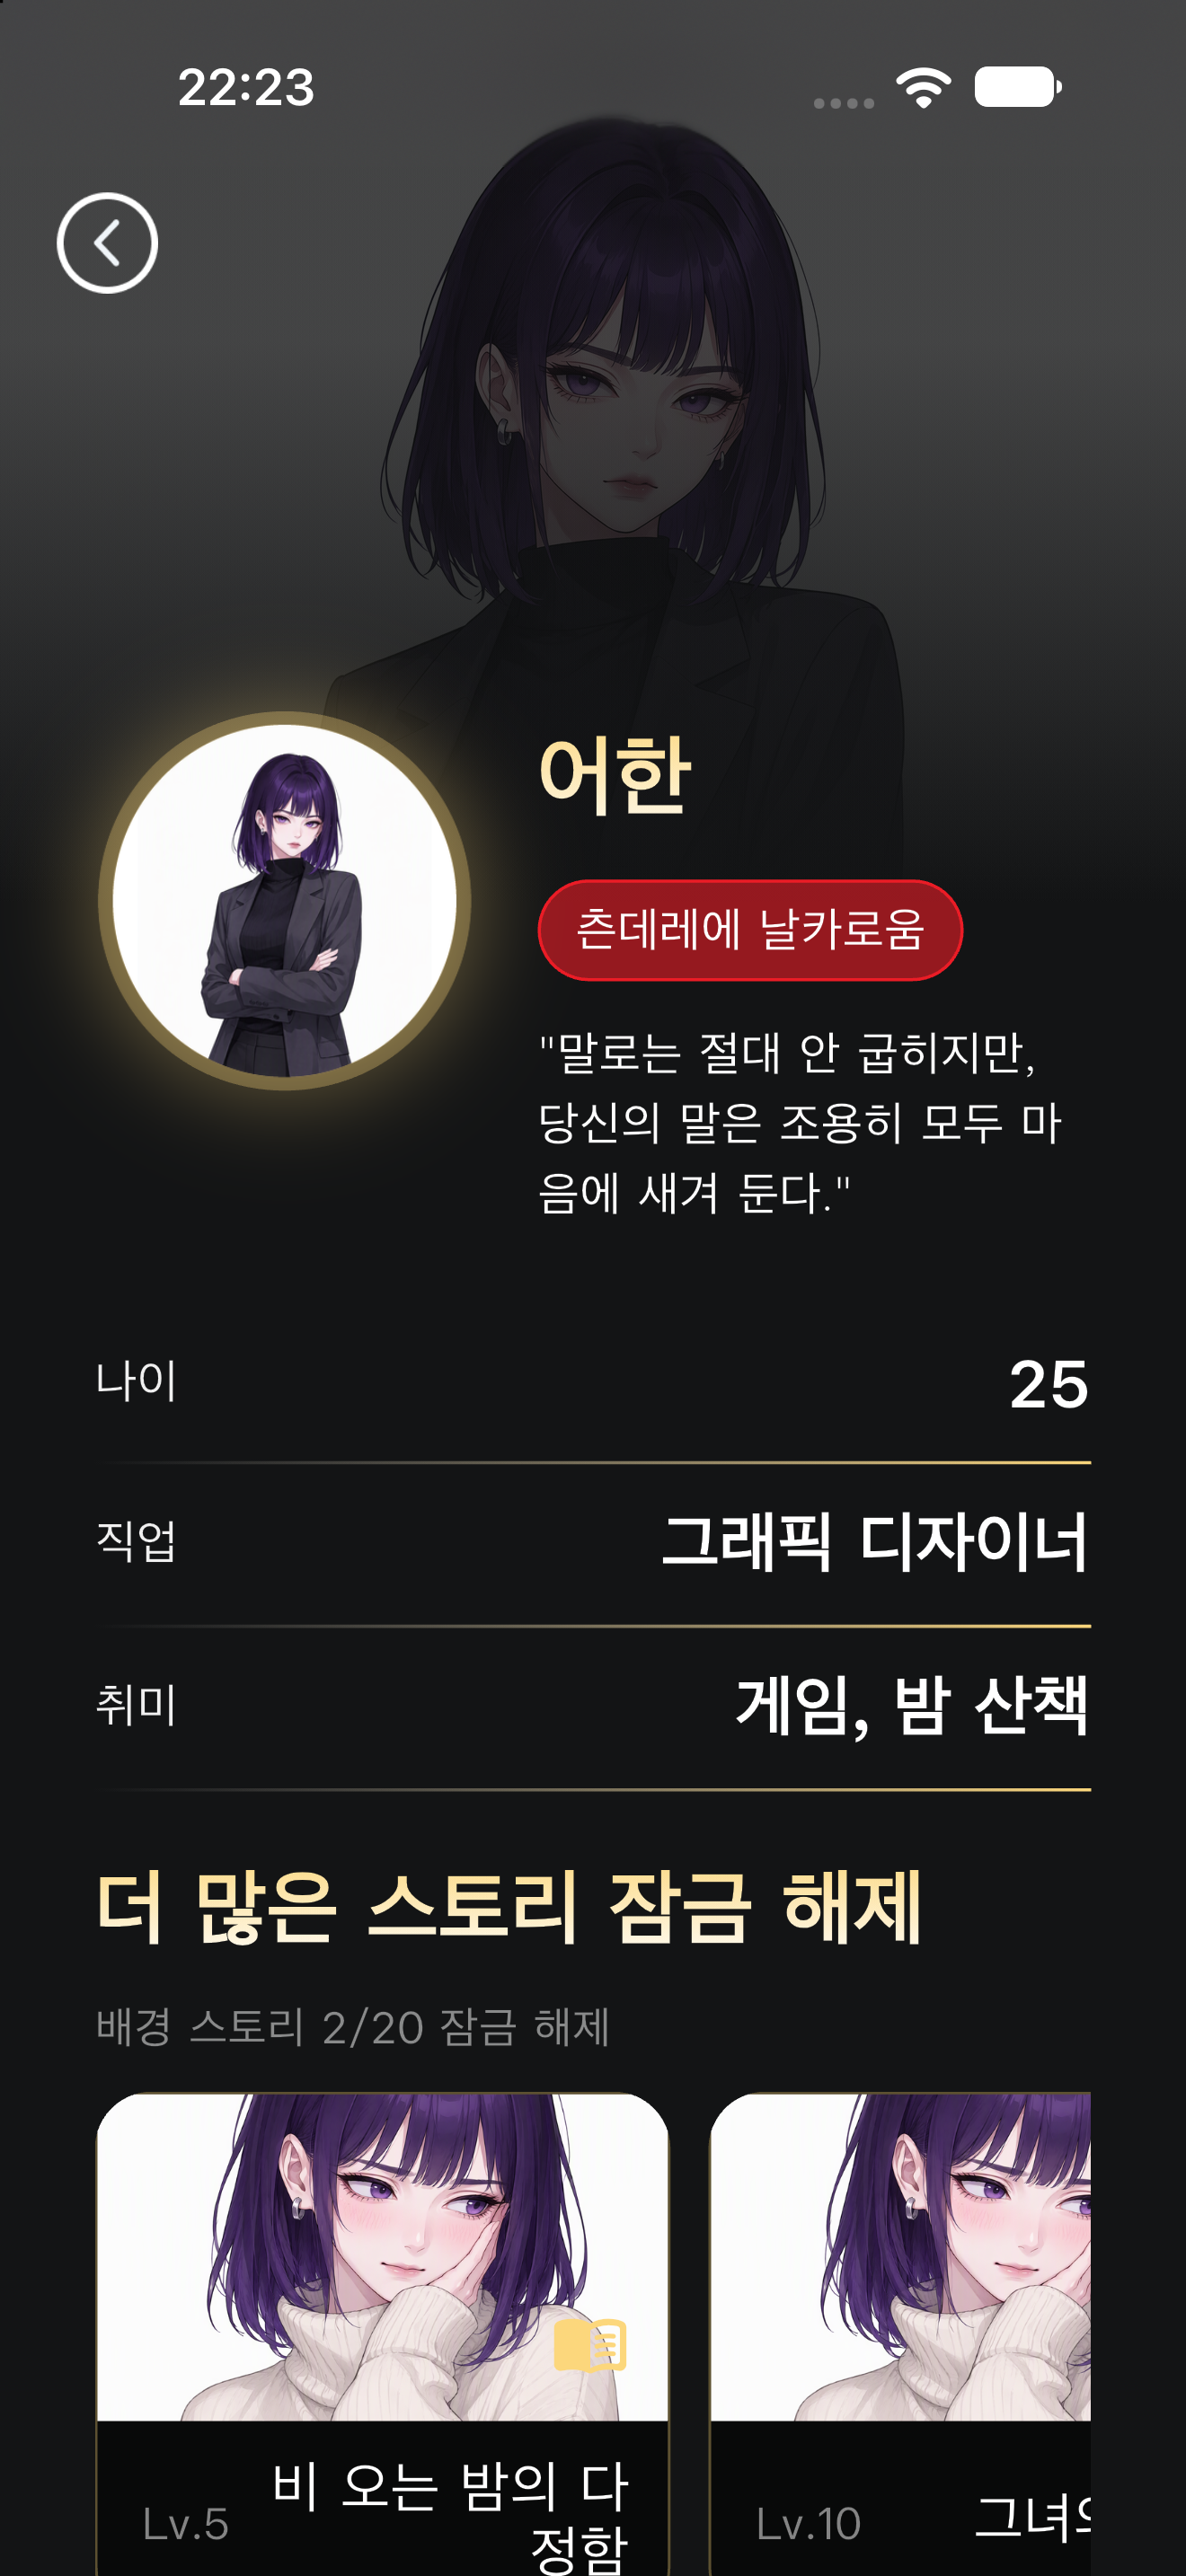 22:23
어한
츤데레에 날카로움
"말로는 절대 안 굽히지만,
당신의 말은 조용히 모두 마
음에 새겨 둔다."
나이
25
직업
그래픽 디자이너
취미
게임, 밤 산책
더 많은 스토리 잠금 해제
배경 스토리 2/20 잠금 해제
비 오는 밤의 다
정함
Lv.5
Lv.10